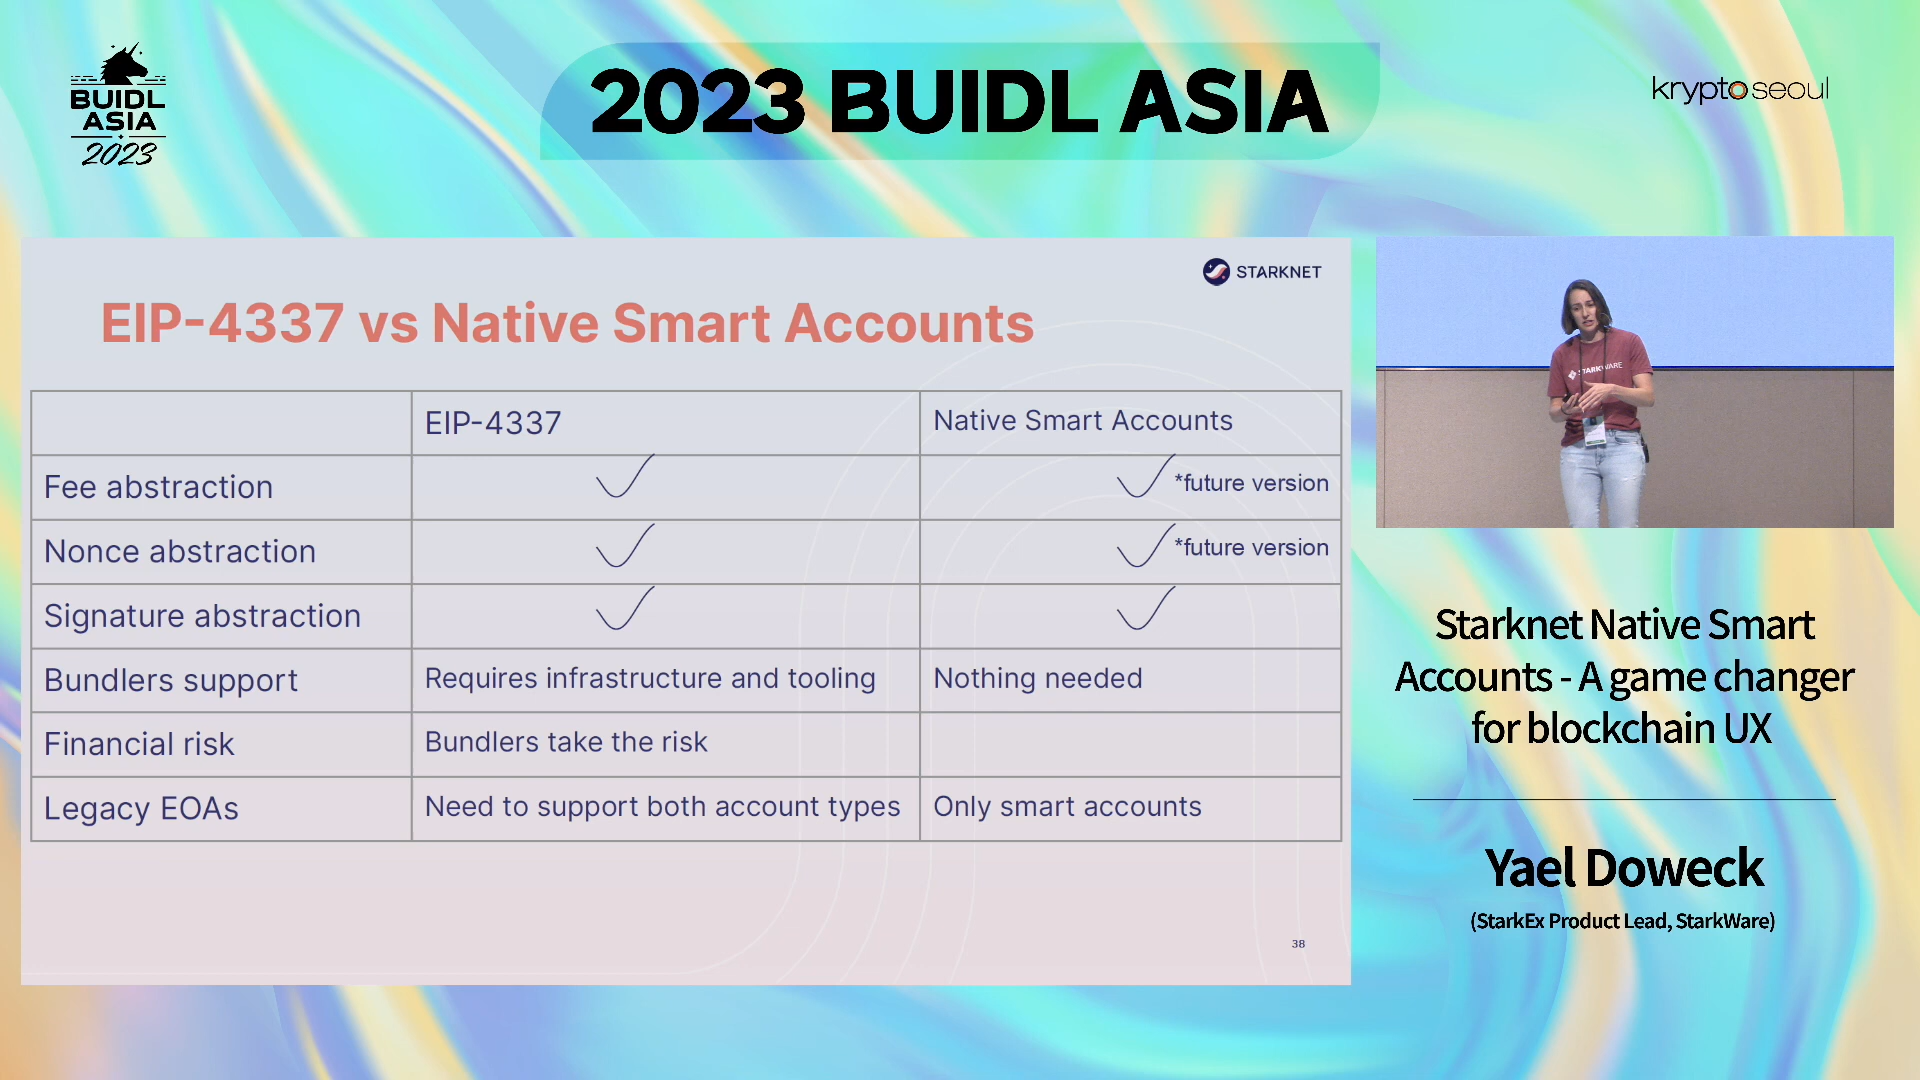 BUIDL
ASIA
2023
2023 BUIDL ASIA
kryptoseoul
STARKNET
EIP-4337 vs Native Smart Accounts
EIP-4337
Native Smart Accounts
Fee abstraction
*future version
Nonce abstraction
*future version
Signature abstraction
Bundlers support
Requires infrastructure and tooling
Nothing needed
Financial risk
Bundlers take the risk
Legacy EOAs
Need to support both account types
Only smart accounts
38
STARKWARE
Starknet Native Smart
Accounts - A game changer
for blockchain UX
Yael Doweck
(StarkEx Product Lead, StarkWare)